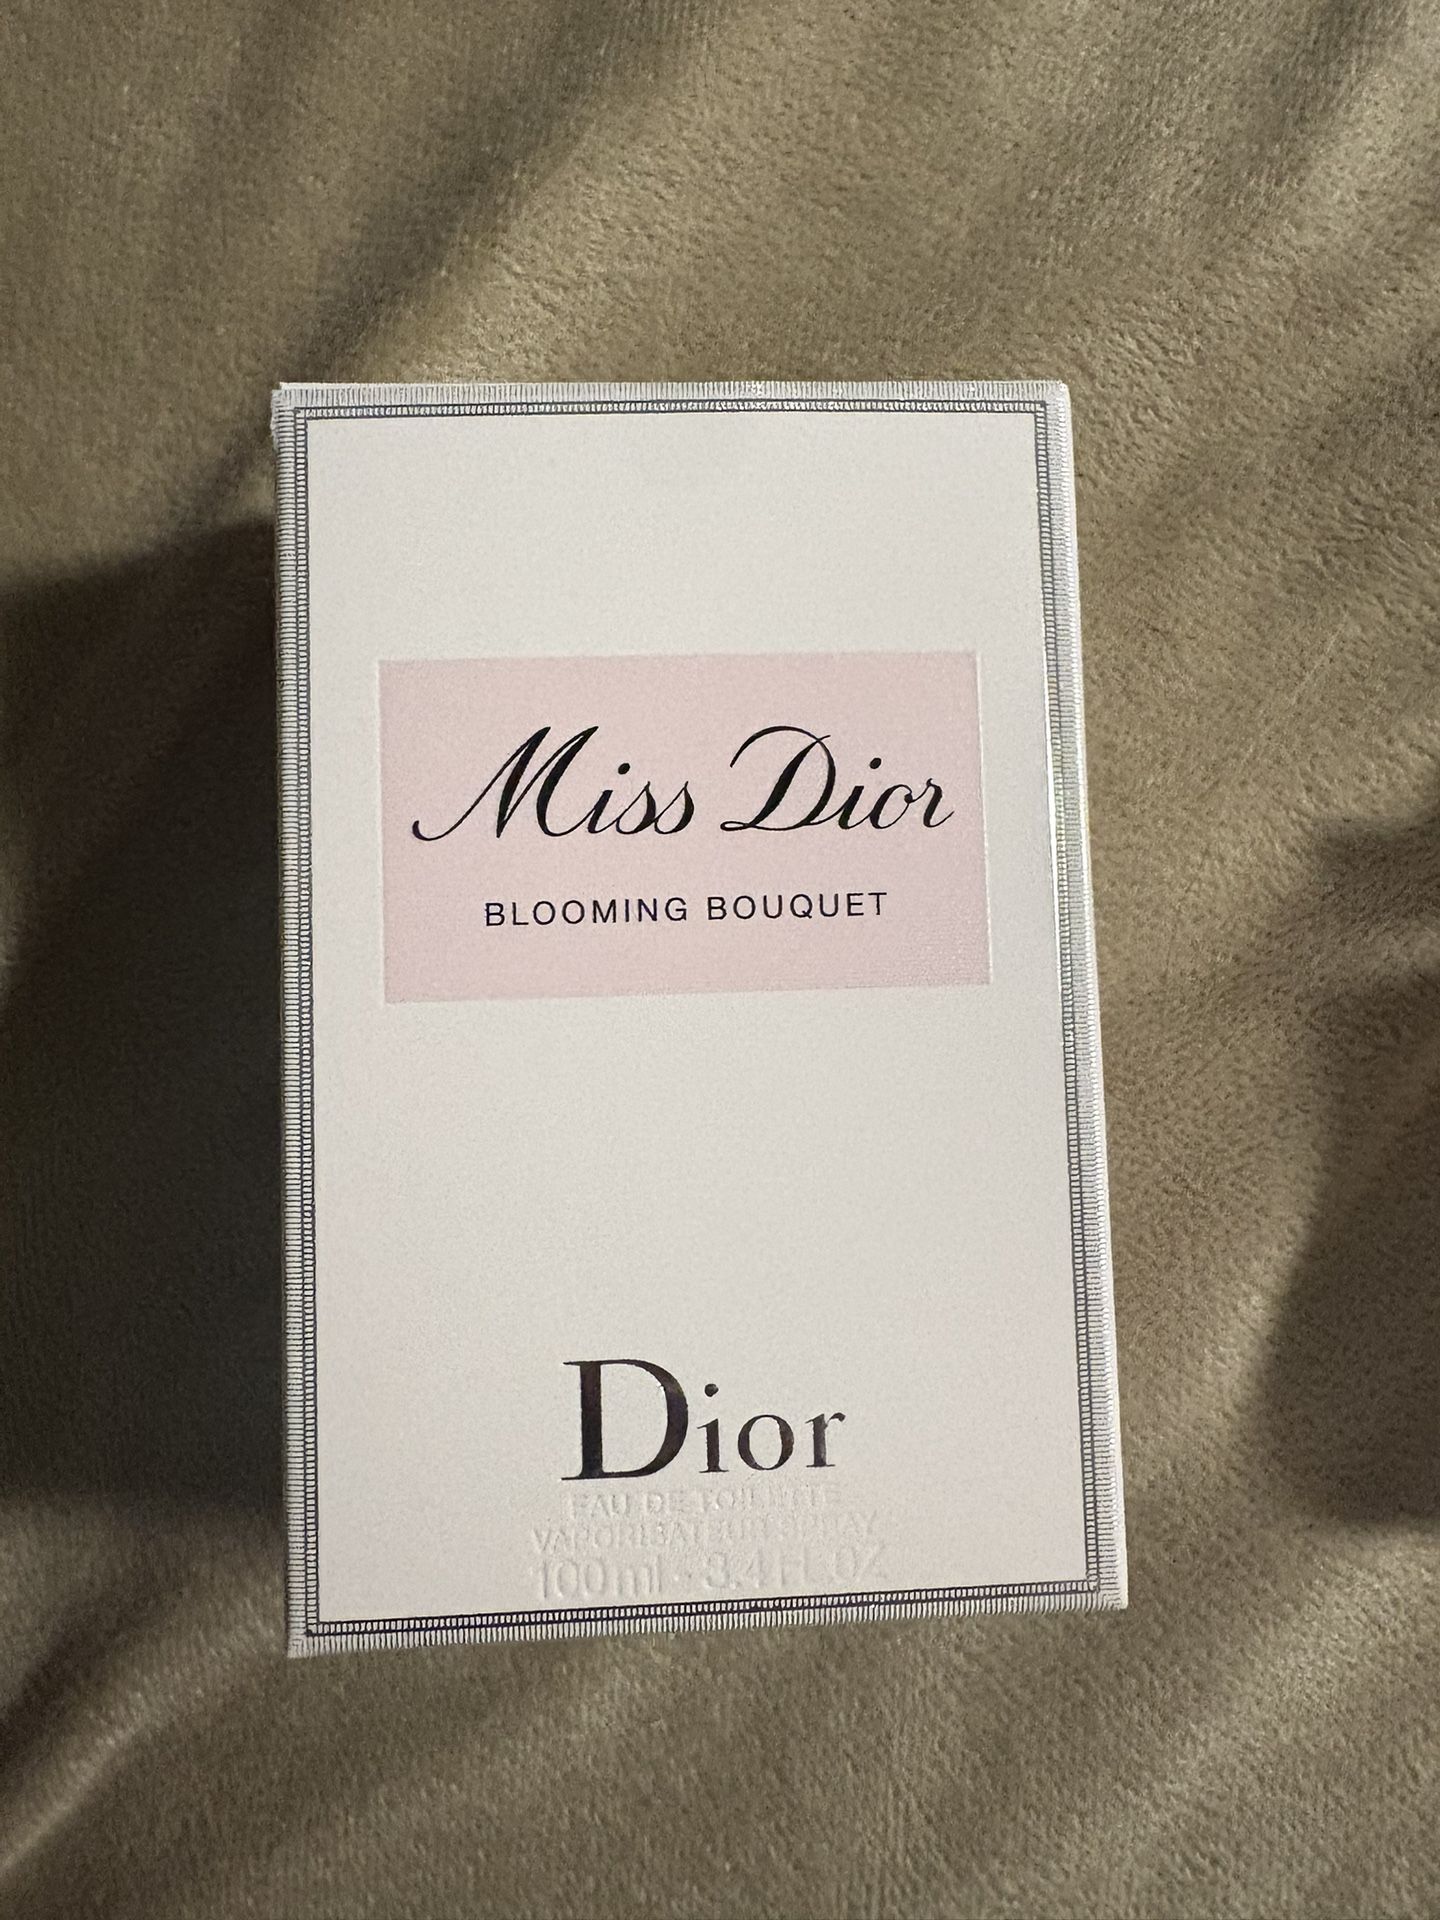 Miss Dior
BLOOMING BOUQUET
Dior
EAU DE TOILETTE
VAPORISATEUR SPRAY
100 ml - 3.4 FL.OZ